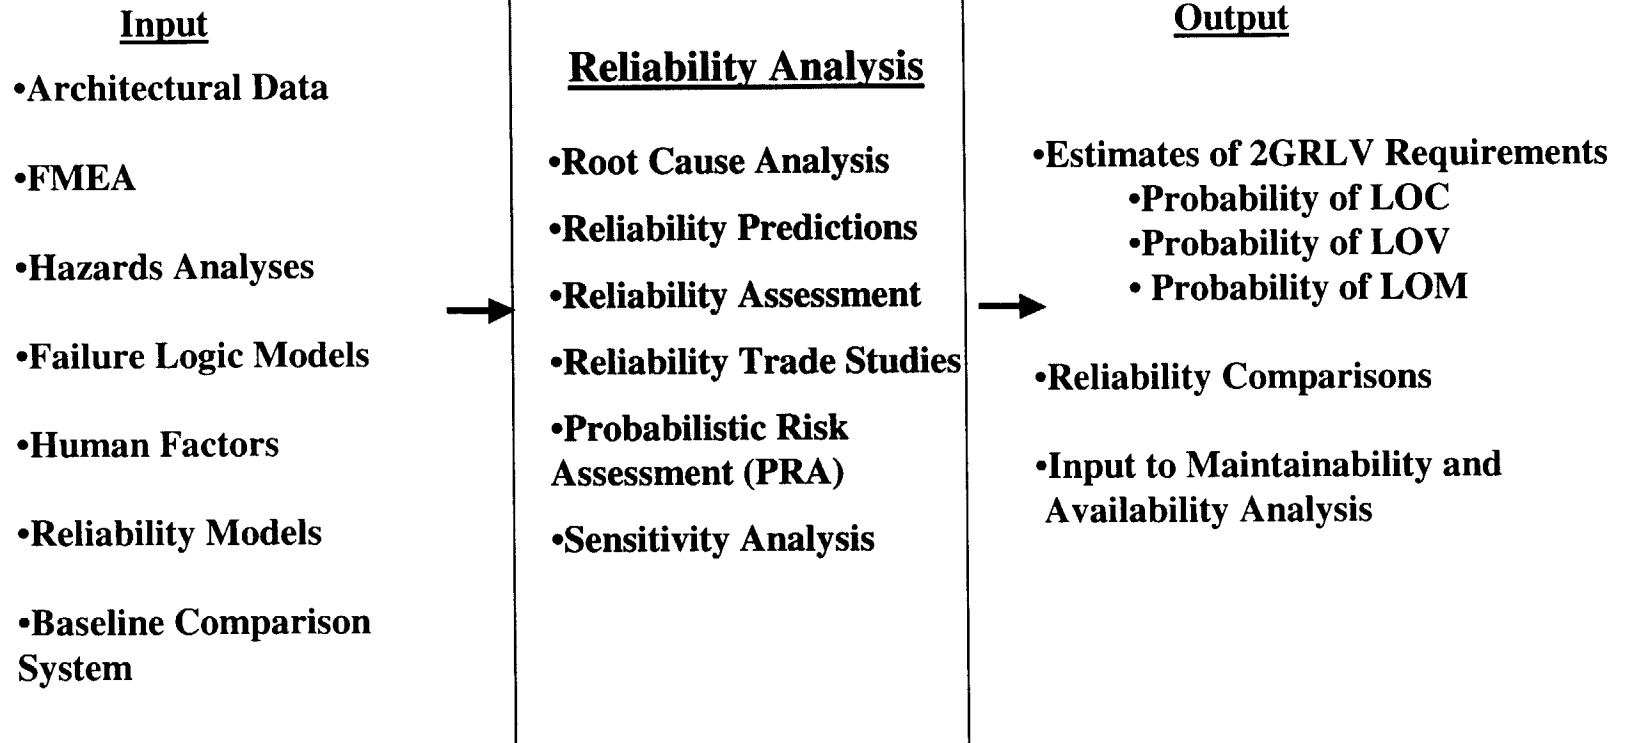 Input
•Architectural Data
•FMEA
•Hazards Analyses
•Failure Logic Models
•Human Factors
•Reliability Models
•Baseline Comparison
System
Reliability Analysis
•Root Cause Analysis
•Reliability Predictions
•Reliability Assessment
•Reliability Trade Studies
•Probabilistic Risk
Assessment (PRA)
•Sensitivity Analysis
Output
•Estimates of 2GRLV Requirements
•Probability of LOC
•Probability of LOV
• Probability of LOM
•Reliability Comparisons
•Input to Maintainability and
Availability Analysis